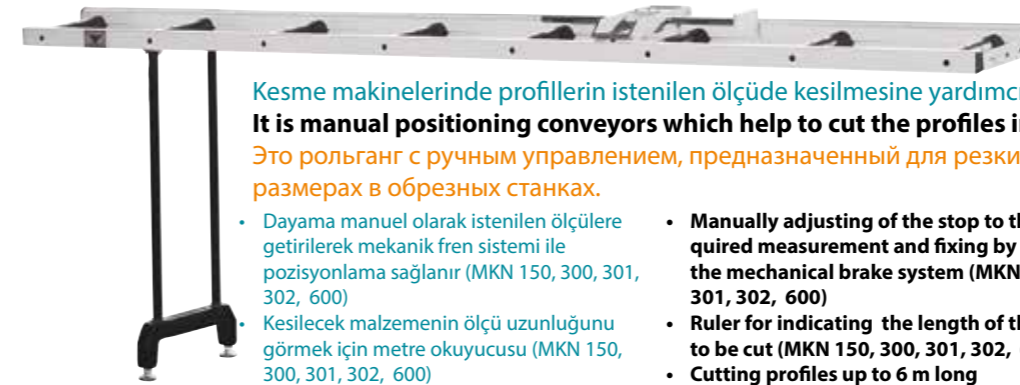 Kesme makinelerinde profillerin istenilen ölçüde kesilmesine yardımcı
It is manual positioning conveyors which help to cut the profiles
Это рольганг с ручным управлением, предназначенный для резки
размерах в обрезных станках.
• Dayama manuel olarak istenilen ölçülere
getirilerek mekanik fren sistemi ile
pozisyonlama sağlanır (MKN 150, 300, 301,
302, 600)
• Kesilecek malzemenin ölçü uzunluğunu
görmek için metre okuyucusu (MKN 150,
300, 301, 302, 600)
• Manually adjusting of the stop to
quired measurement and fixing by
the mechanical brake system (MKN
301, 302, 600)
• Ruler for indicating the length of
to be cut (MKN 150, 300, 301, 302,
• Cutting profiles up to 6 m long